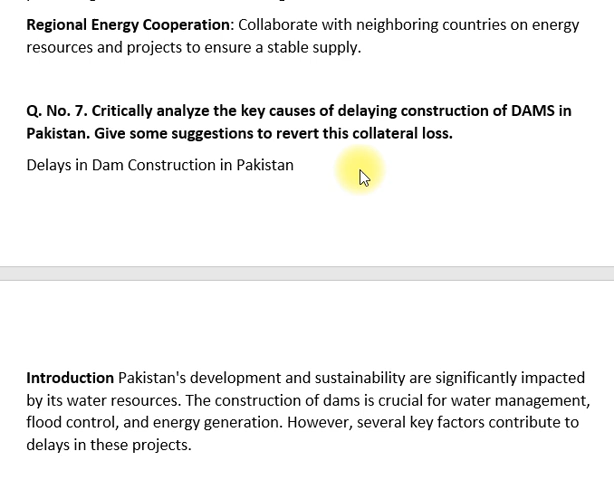 Regional Energy Cooperation: Collaborate with neighboring countries on energy
resources and projects to ensure a stable supply.
Q. No. 7. Critically analyze the key causes of delaying construction of DAMS in
Pakistan. Give some suggestions to revert this collateral loss.
Delays in Dam Construction in Pakistan
Introduction Pakistan's development and sustainability are significantly impacted
by its water resources. The construction of dams is crucial for water management,
flood control, and energy generation. However, several key factors contribute to
delays in these projects.